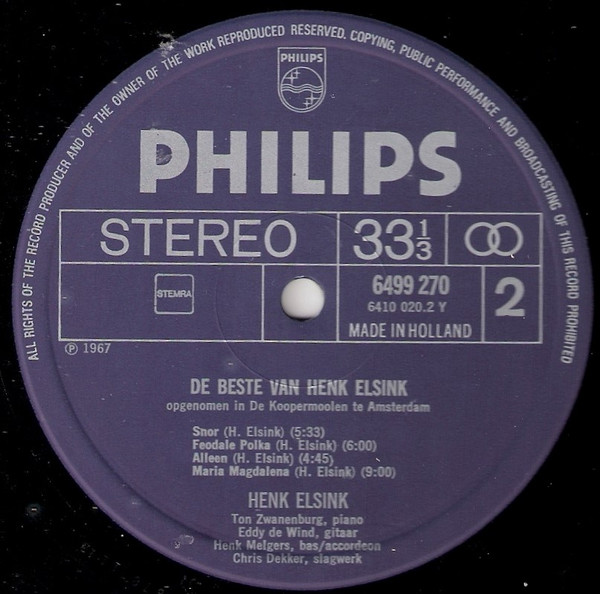 ALL RIGHTS OF THE RECORD PRODUCER AND OF THE OWNER OF THE WORK REPRODUCED RESERVED. COPYING, PUBLIC PERFORMANCE AND BROADCASTING OF THIS RECORD PROHIBITED
PHILIPS
PHILIPS
STEREO 33 1/3
STEMRA
6499 270
6410 020.2 Y
2
MADE IN HOLLAND
℗ 1967
DE BESTE VAN HENK ELSINK
opgenomen in De Koopermoolen te Amsterdam
Snor (H. Elsink) (5:33)
Feodale Polka (H. Elsink) (6:00)
Alleen (H. Elsink) (4:45)
Maria Magdalena (H. Elsink) (9:00)
HENK ELSINK
Ton Zwanenburg, piano
Eddy de Wind, gitaar
Henk Melgers, bas/accordeon
Chris Dekker, slagwerk